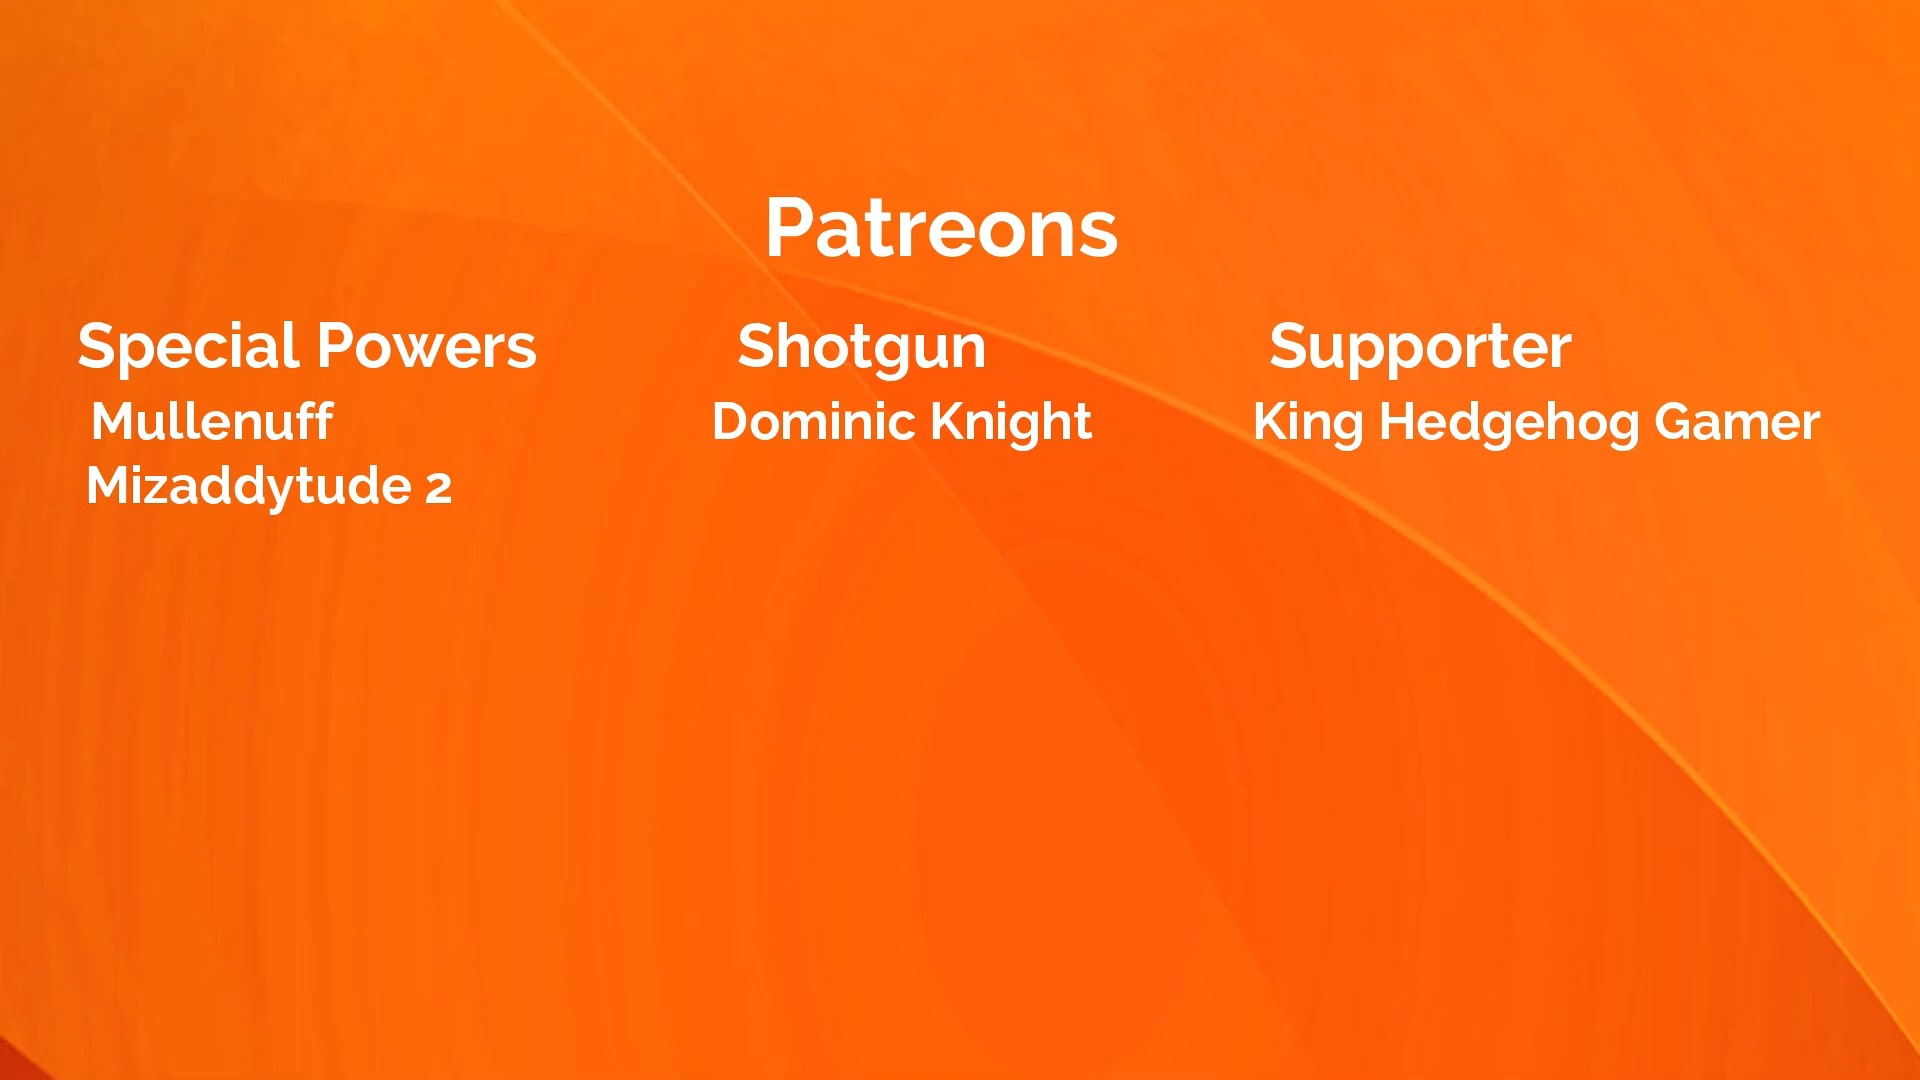 Patreons
Special Powers
Mullenuff
Mizaddytude 2
Shotgun
Dominic Knight
Supporter
King Hedgehog Gamer